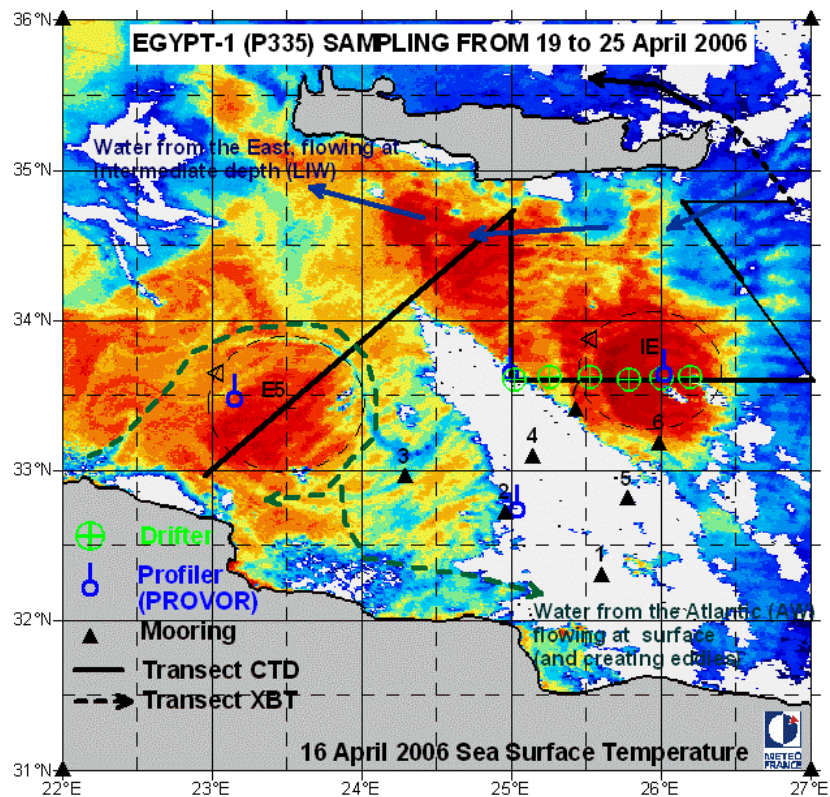 36°N
EGYPT-1 (P335) SAMPLING FROM 19 to 25 April 2006
Water from the East, flowing at
intermediate depth (LIW)
35°N
34°N
IE
E5
33°N
3
4
6
5
2
1
Drifter
Profiler
(PROVOR)
Mooring
Transect CTD
Transect XBT
32°N
Water from the Atlantic (AW)
flowing at surface
(and creating eddies)
16 April 2006 Sea Surface Temperature
METEO
FRANCE
31°N
22°E
23°E
24°E
25°E
26°E
27°E